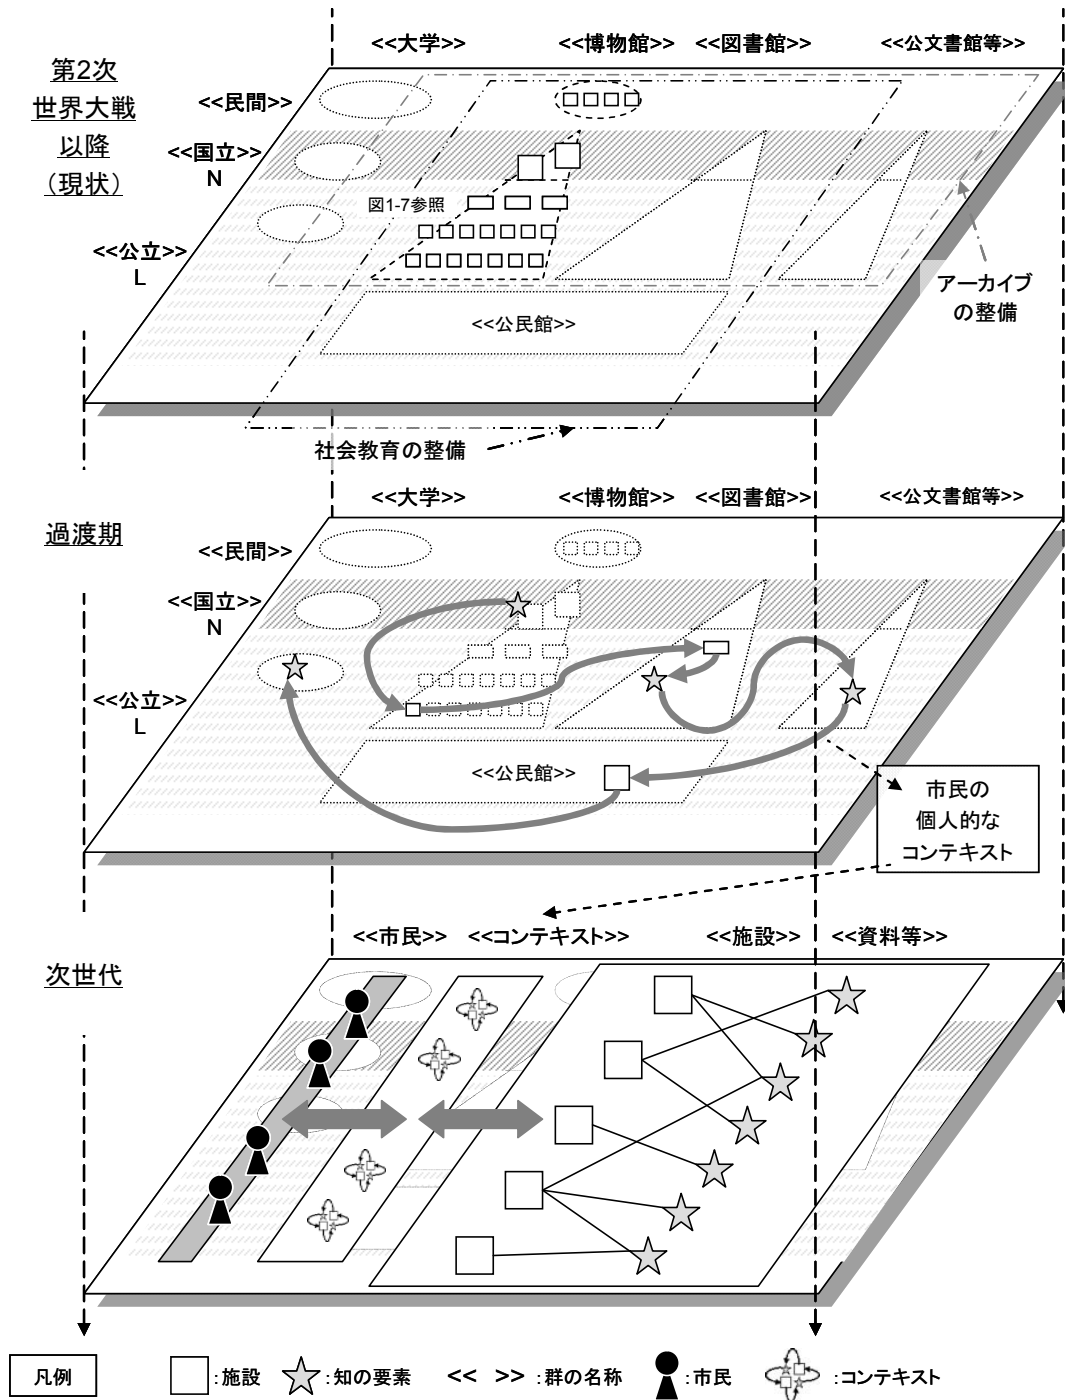 <<大学>> <<博物館>> <<図書館>> <<公文書館等>>
第2次
世界大戦
以降
（現状）
<<民間>>
<<国立>>
N
図1-7参照
<<公立>>
L
<<公民館>>
アーカイブ
の整備
社会教育の整備
<<大学>> <<博物館>> <<図書館>> <<公文書館等>>
過渡期
<<民間>>
<<国立>>
N
<<公立>>
L
<<公民館>>
市民の
個人的な
コンテキスト
<<市民>> <<コンテキスト>> <<施設>> <<資料等>>
次世代
凡例 :施設 :知の要素 << >> :群の名称 :市民 :コンテキスト